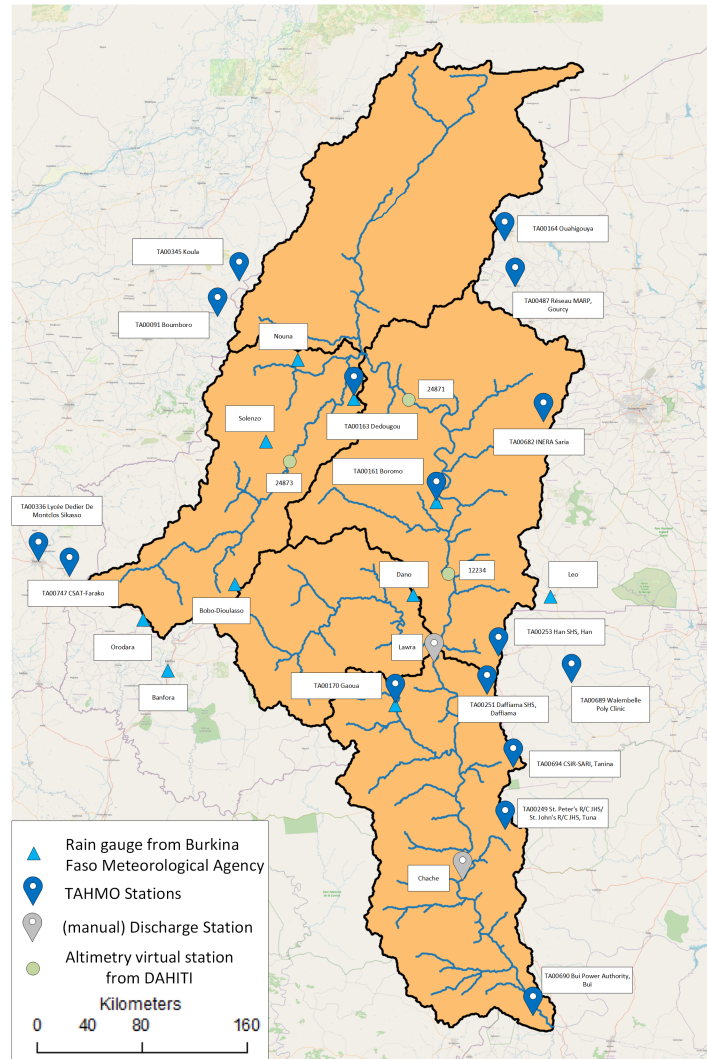 TA00164 Ouahigouya
TA00345 Koula
TA00487 Réseau MARP,
Gourcy
TA00091 Boumboro
Nouna
24871
Solenzo
TA00163 Dedougou
TA00682 INERA Saria
TA00161 Boromo
24873
TA00336 Lycée Dedier De
Montclos Sikasso
12234
Dano
Leo
TA00747 CSAT-Farako
Bobo-Dioulasso
TA00253 Han SHS, Han
Orodara
Lawra
Banfora
TA00170 Gaoua
TA00251 Daffiama SHS,
Daffiama
TA00689 Walembelle
Poly Clinic
TA00694 CSIR-SARI, Tanina
TA00249 St. Peter's R/C JHS/
St. John's R/C JHS, Tuna
Chache
TA00690 Bui Power Authority,
Bui
Rain gauge from Burkina
Faso Meteorological Agency
TAHMO Stations
(manual) Discharge Station
Altimetry virtual station
from DAHITI
Kilometers
0 40 80 160